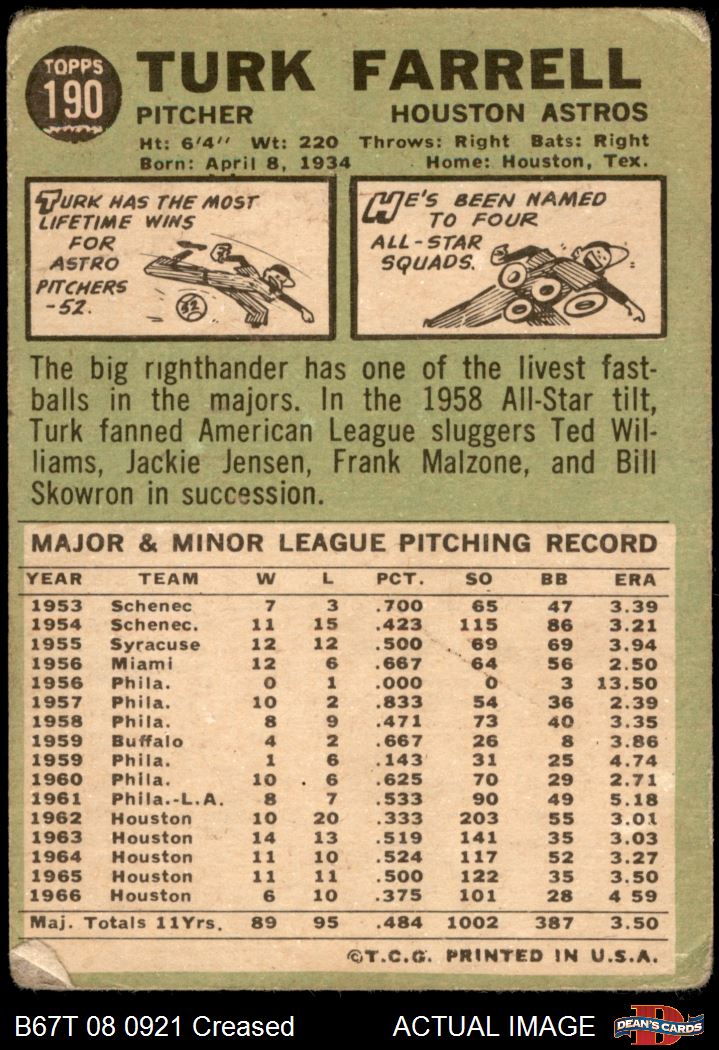 TOPPS
190
TURK FARRELL
PITCHER HOUSTON ASTROS
Ht: 6'4" Wt: 220 Throws: Right Bats: Right
Born: April 8, 1934 Home: Houston, Tex.
TURK HAS THE MOST
LIFETIME WINS
FOR
ASTRO
PITCHERS
-52.
52
HE'S BEEN NAMED
TO FOUR
ALL-STAR
SQUADS.
The big righthander has one of the livest fast-
balls in the majors. In the 1958 All-Star tilt,
Turk fanned American League sluggers Ted Wil-
liams, Jackie Jensen, Frank Malzone, and Bill
Skowron in succession.
MAJOR & MINOR LEAGUE PITCHING RECORD
YEAR TEAM W L PCT. SO BB ERA
1953 Schenec 7 3 .700 65 47 3.39
1954 Schenec. 11 15 .423 115 86 3.21
1955 Syracuse 12 12 .500 69 69 3.94
1956 Miami 12 6 .667 64 56 2.50
1956 Phila. 0 1 .000 0 3 13.50
1957 Phila. 10 2 .833 54 36 2.39
1958 Phila. 8 9 .471 73 40 3.35
1959 Buffalo 4 2 .667 26 8 3.86
1959 Phila. 1 6 .143 31 25 4.74
1960 Phila. 10 6 .625 70 29 2.71
1961 Phila.-L.A. 8 7 .533 90 49 5.18
1962 Houston 10 20 .333 203 55 3.01
1963 Houston 14 13 .519 141 35 3.03
1964 Houston 11 10 .524 117 52 3.27
1965 Houston 11 11 .500 122 35 3.50
1966 Houston 6 10 .375 101 28 4 59
Maj. Totals 11Yrs. 89 95 .484 1002 387 3.50
©T.C.G. PRINTED IN U.S.A.
B67T 08 0921 Creased ACTUAL IMAGE
D
DEAN'S CARDS